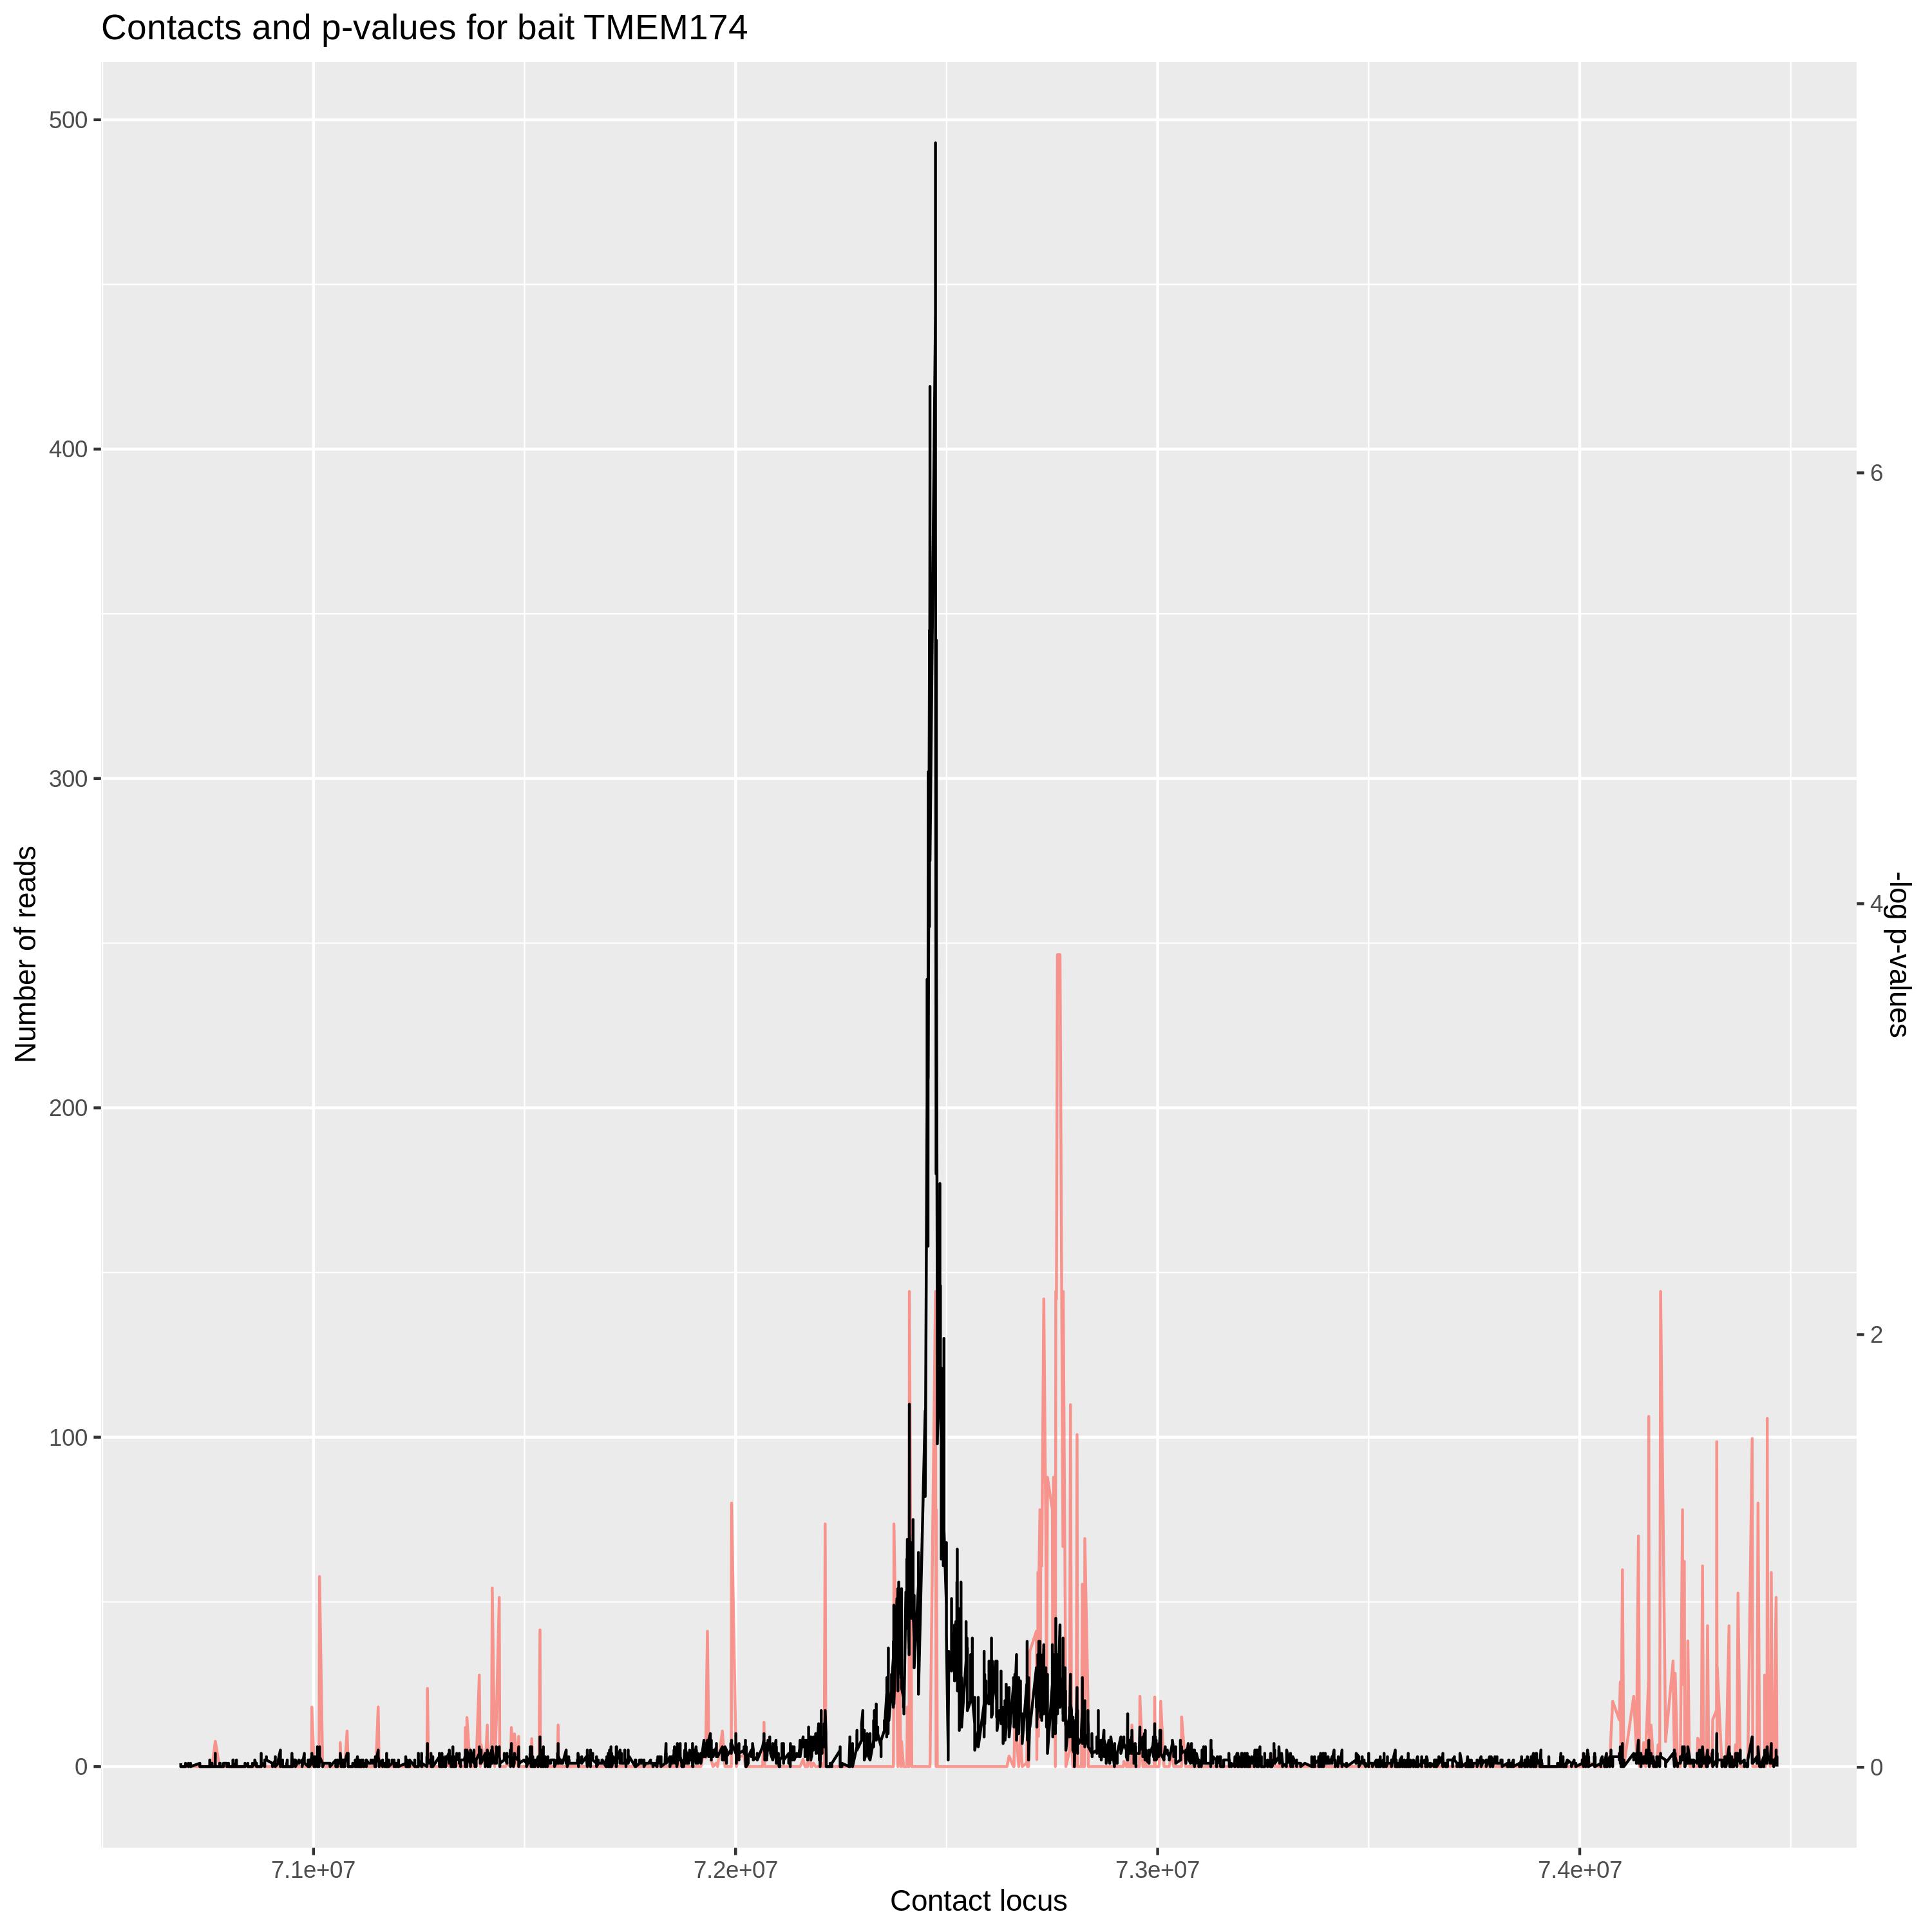 Contacts and p-values for bait TMEM174
500
400
300
200
100
0
Number of reads
6
4
2
0
-log p-values
7.1e+07 7.2e+07 7.3e+07 7.4e+07
Contact locus